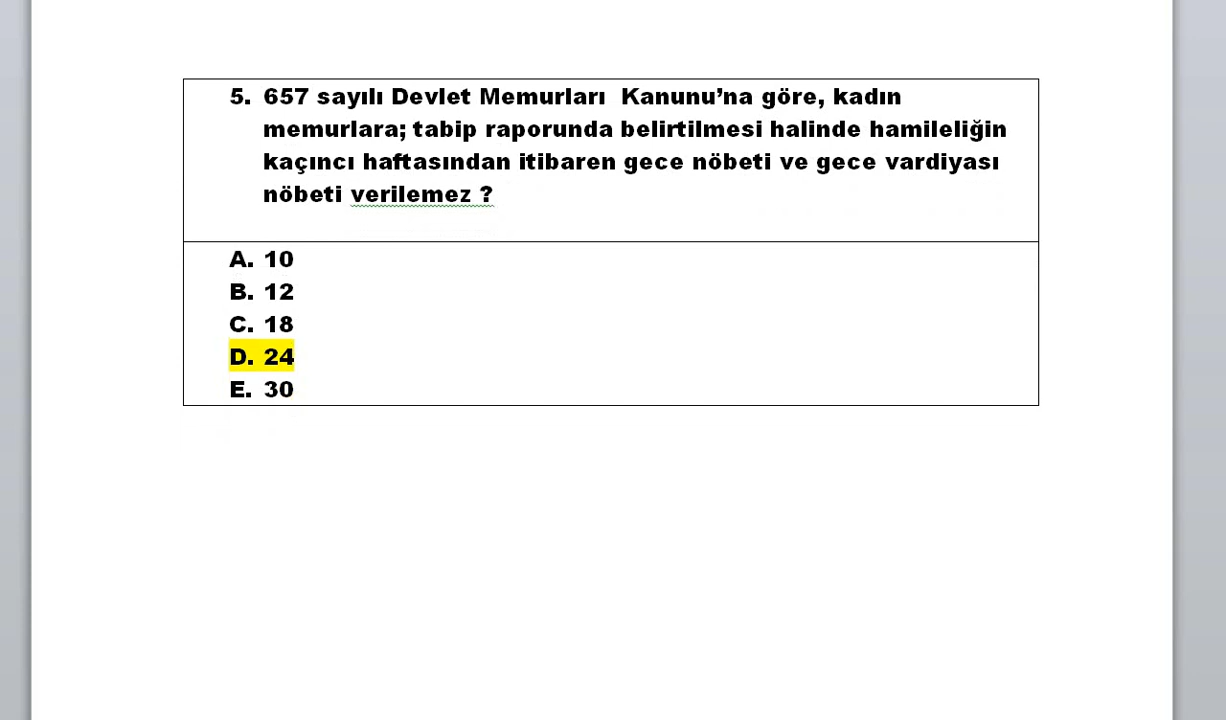 5. 657 sayılı Devlet Memurları  Kanunu’na göre, kadın
memurlara; tabip raporunda belirtilmesi halinde hamileliğin
kaçıncı haftasından itibaren gece nöbeti ve gece vardiyası
nöbeti verilemez ?
A. 10
B. 12
C. 18
D. 24
E. 30